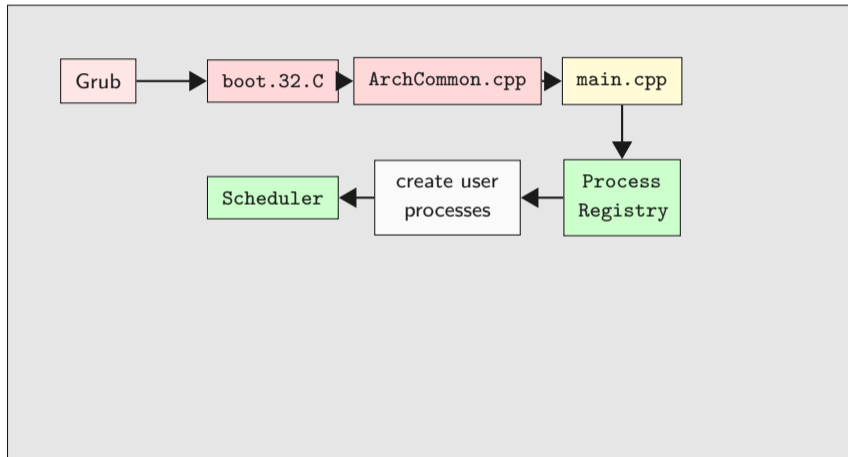 Grub
boot.32.C
ArchCommon.cpp
main.cpp
Scheduler
create user
processes
Process
Registry